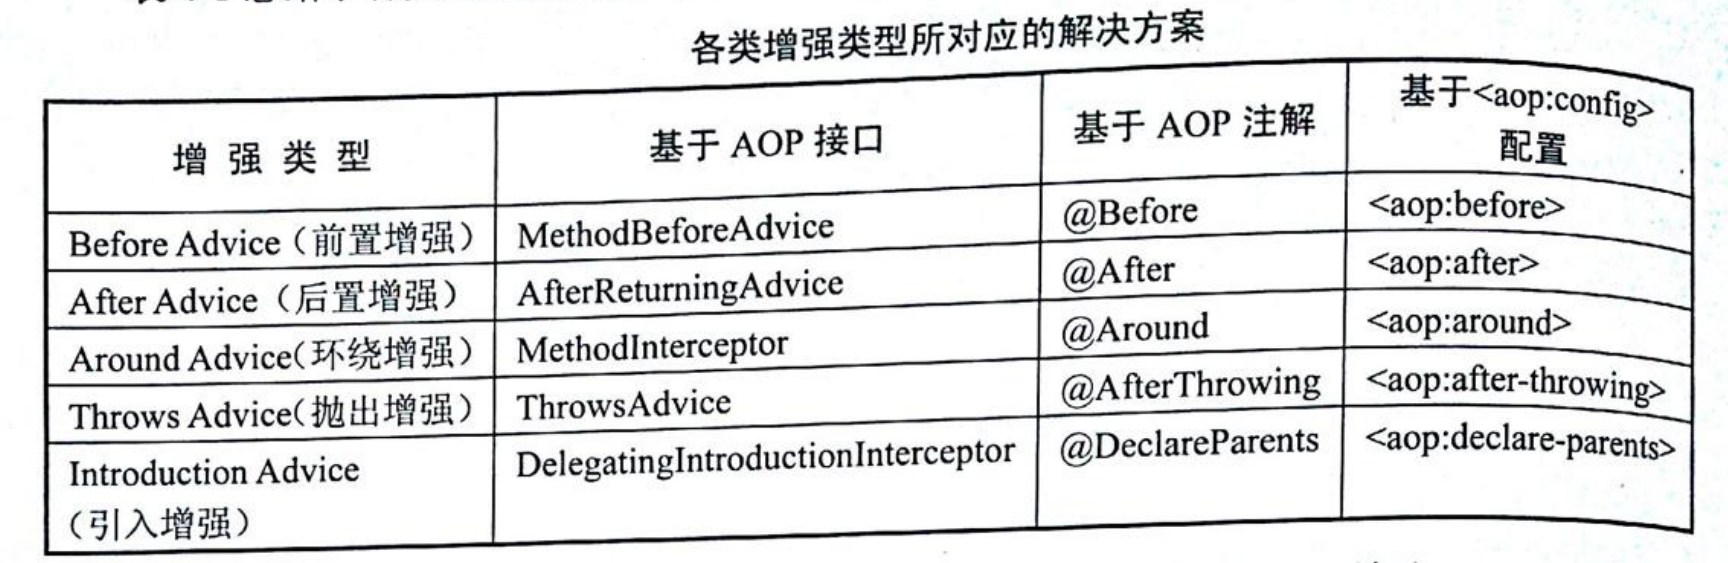 各类增强类型所对应的解决方案
增强类型 基于 AOP 接口 基于 AOP 注解 基于<aop:config>
配置
Before Advice（前置增强） MethodBeforeAdvice @Before <aop:before>
After Advice（后置增强） AfterReturningAdvice @After <aop:after>
Around Advice（环绕增强） MethodInterceptor @Around <aop:around>
Throws Advice（抛出增强） ThrowsAdvice @AfterThrowing <aop:after-throwing>
Introduction Advice DelegatingIntroductionInterceptor @DeclareParents <aop:declare-parents>
（引入增强）